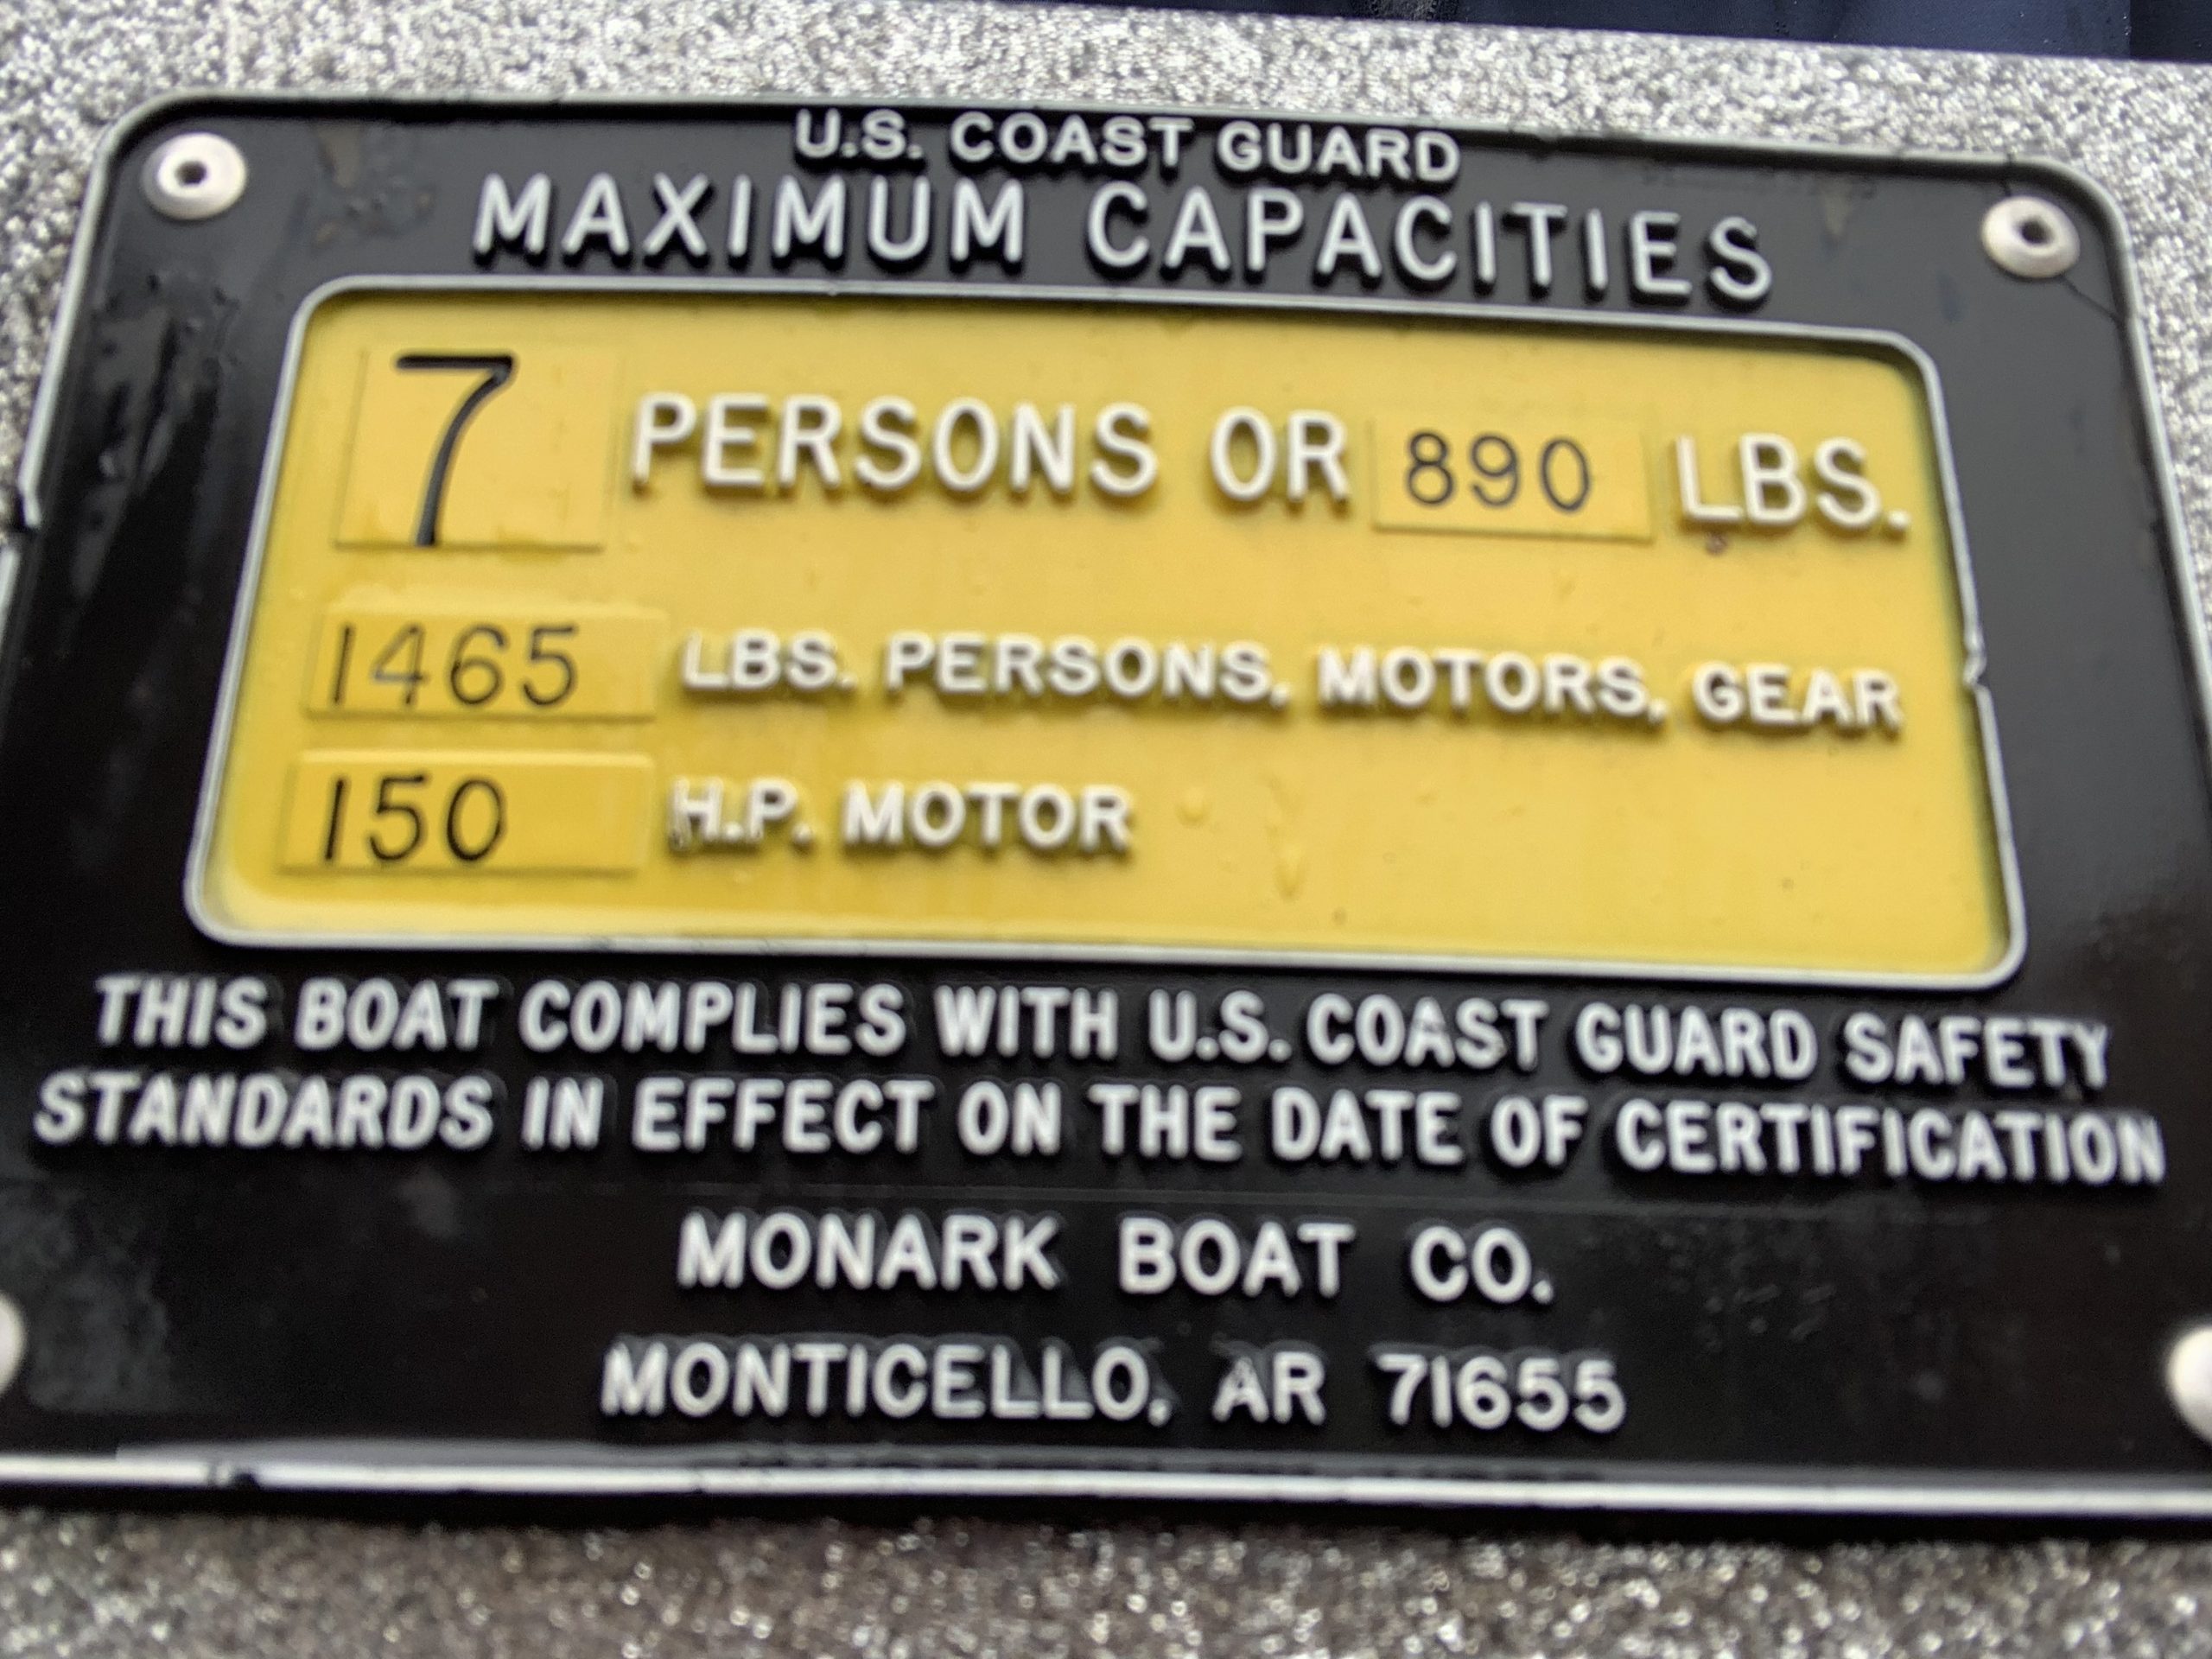 U.S. COAST GUARD
MAXIMUM CAPACITIES
7 PERSONS OR 890 LBS.
1465 LBS. PERSONS, MOTORS, GEAR
150 H.P. MOTOR
THIS BOAT COMPLIES WITH U.S. COAST GUARD SAFETY
STANDARDS IN EFFECT ON THE DATE OF CERTIFICATION
MONARK BOAT CO.
MONTICELLO, AR 71655